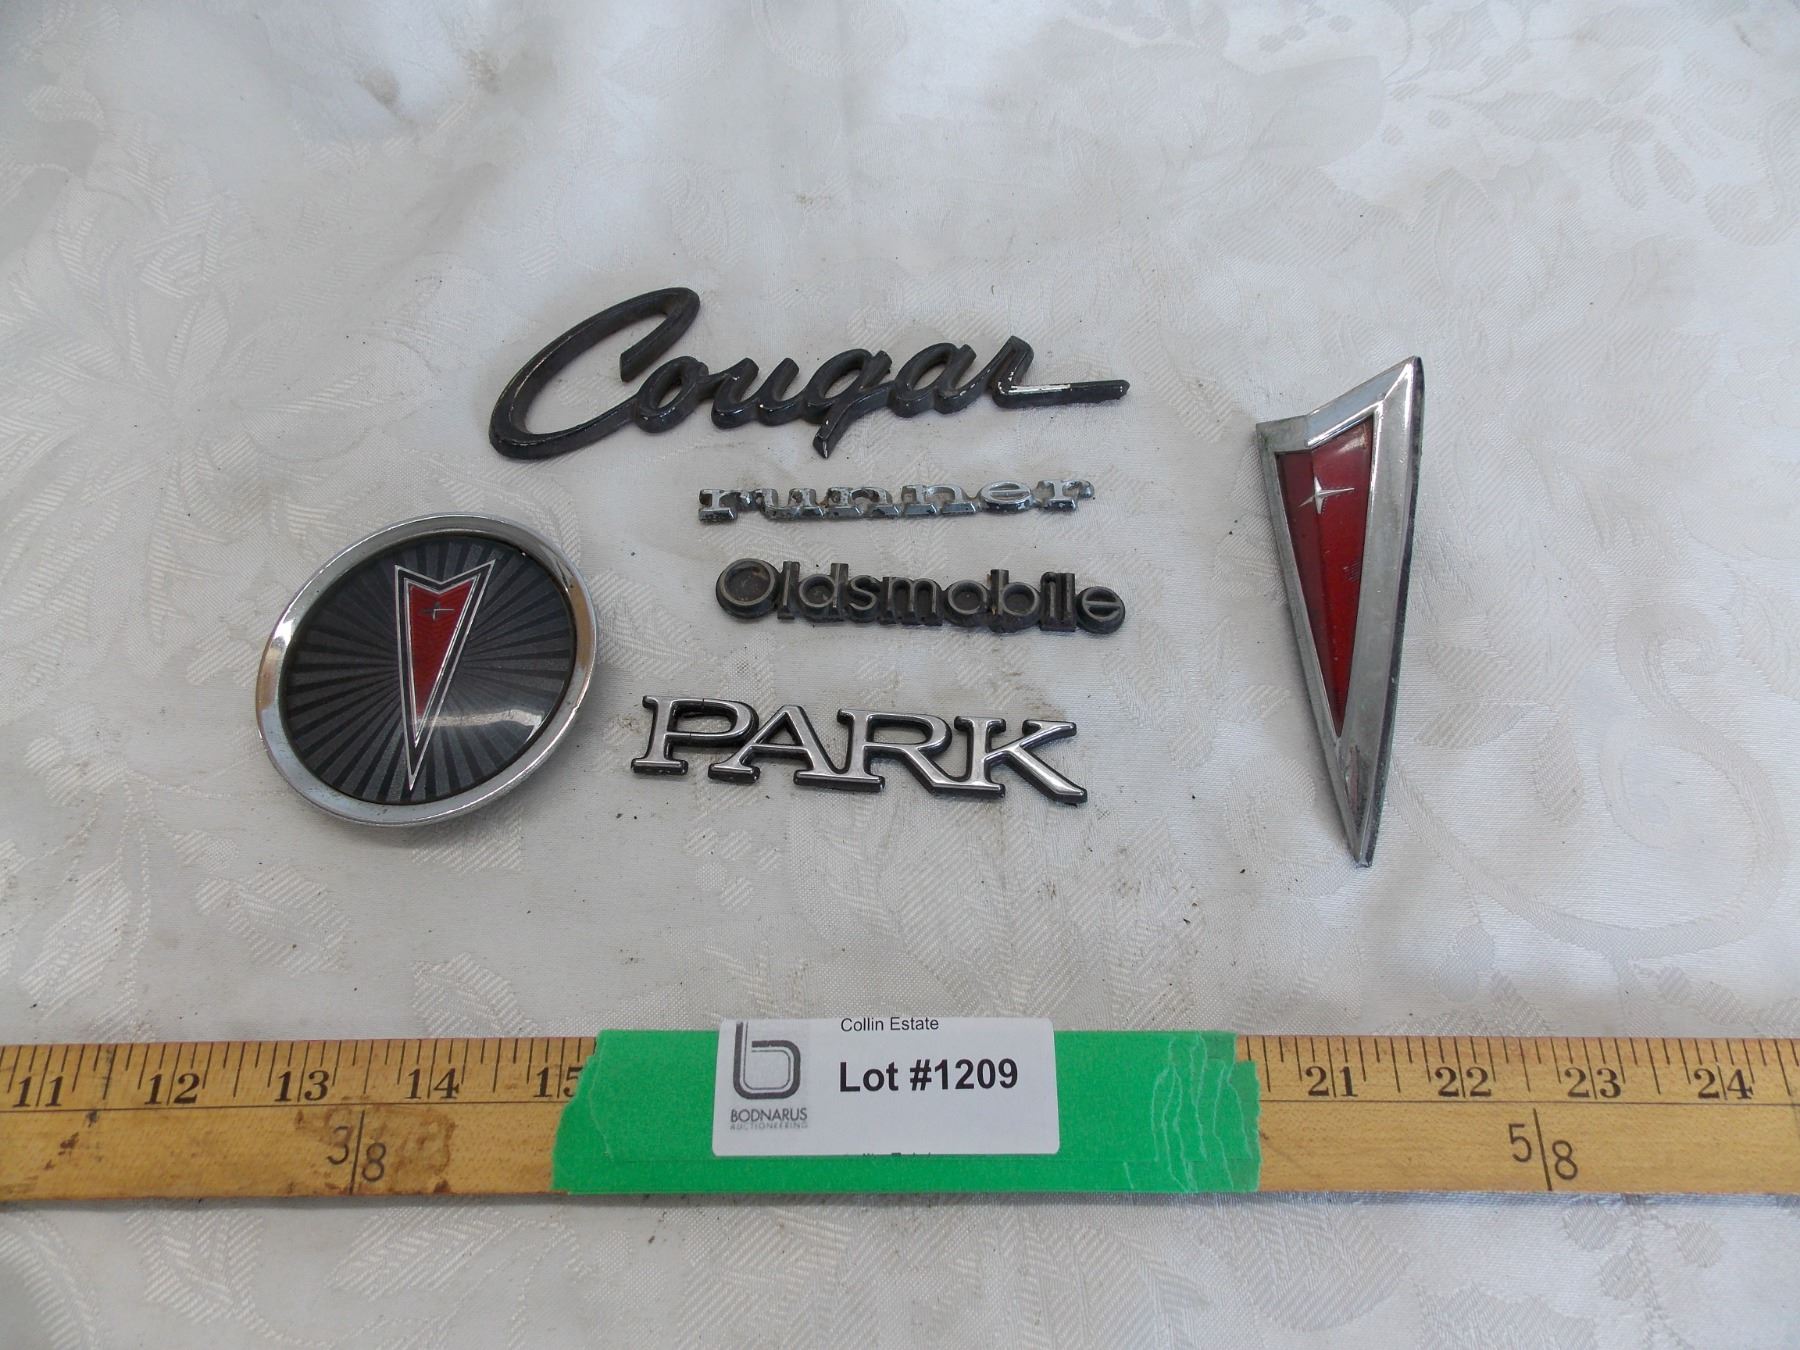 Cougar
runner
Oldsmobile
PARK
Collin Estate
Lot #1209
b
BODNARUS
AUCTIONEERING
11 12 13 14 15 21 22 23 24
3/8 5/8